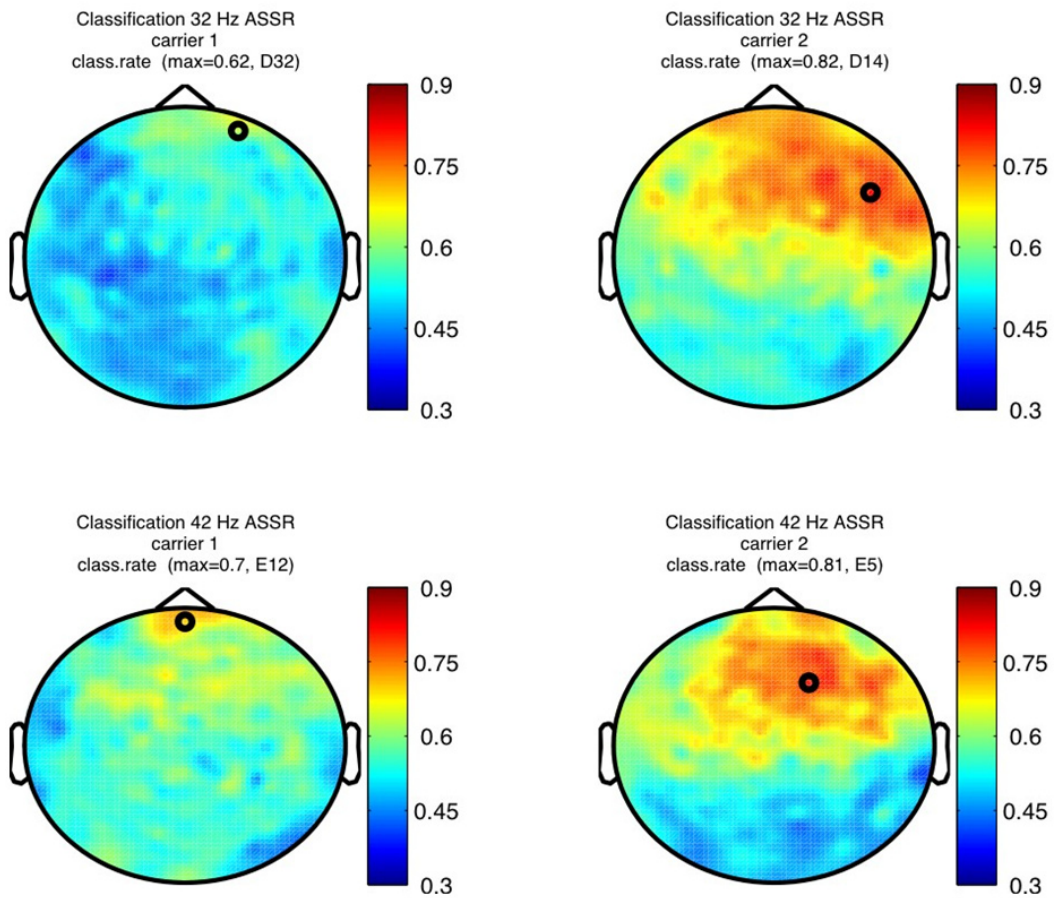 Classification 32 Hz ASSR
carrier 1
class.rate  (max=0.62, D32)
0.9
0.75
0.6
0.45
0.3
Classification 32 Hz ASSR
carrier 2
class.rate  (max=0.82, D14)
0.9
0.75
0.6
0.45
0.3
Classification 42 Hz ASSR
carrier 1
class.rate  (max=0.7, E12)
0.9
0.75
0.6
0.45
0.3
Classification 42 Hz ASSR
carrier 2
class.rate  (max=0.81, E5)
0.9
0.75
0.6
0.45
0.3